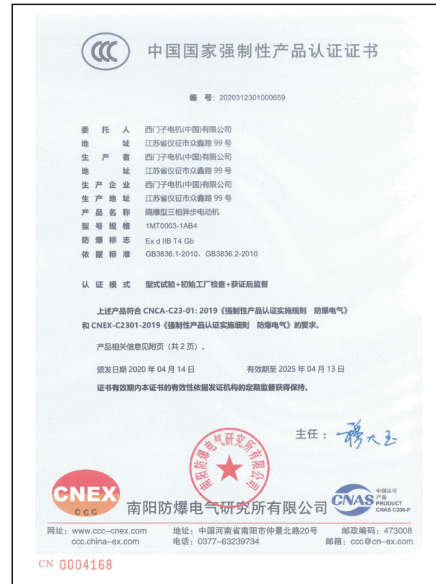 CCC
中国国家强制性产品认证证书
编 号：2020312301000659
委 托 人 西门子电机(中国)有限公司
地 址 江苏省仪征市众鑫路 99 号
生 产 者 西门子电机(中国)有限公司
地 址 江苏省仪征市众鑫路 99 号
生 产 企 业 西门子电机(中国)有限公司
生 产 地 址 江苏省仪征市众鑫路 99 号
产 品 名 称 隔爆型三相异步电动机
型 号 规 格 1MT0003-1AB4
防 爆 标 志 Ex d IIB T4 Gb
依 据 标 准 GB3836.1-2010，GB3836.2-2010
认 证 模 式 型式试验+初始工厂检查+获证后监督
上述产品符合 CNCA-C23-01: 2019《强制性产品认证实施规则 防爆电气》
和 CNEX-C2301-2019《强制性产品认证实施细则 防爆电气》的要求。
产品相关信息见附页（共 2 页）。
颁发日期 2020 年 04 月 14 日 有效期至 2025 年 04 月 13 日
证书有效期内本证书的有效性依据发证机构的定期监督获得保持。
主任：
南阳防爆电气研究所有限公司
CNEX
CCC
南阳防爆电气研究所有限公司
CNAS
中国认可
产品
PRODUCT
CNAS C208-P
网址：www.ccc-cnex.com 地址：中国河南省南阳市仲景北路20号 邮政编码：473008
ccc.china-ex.com 电话：0377-63239734 邮箱：ccc@cn-ex.com
CN 0004168